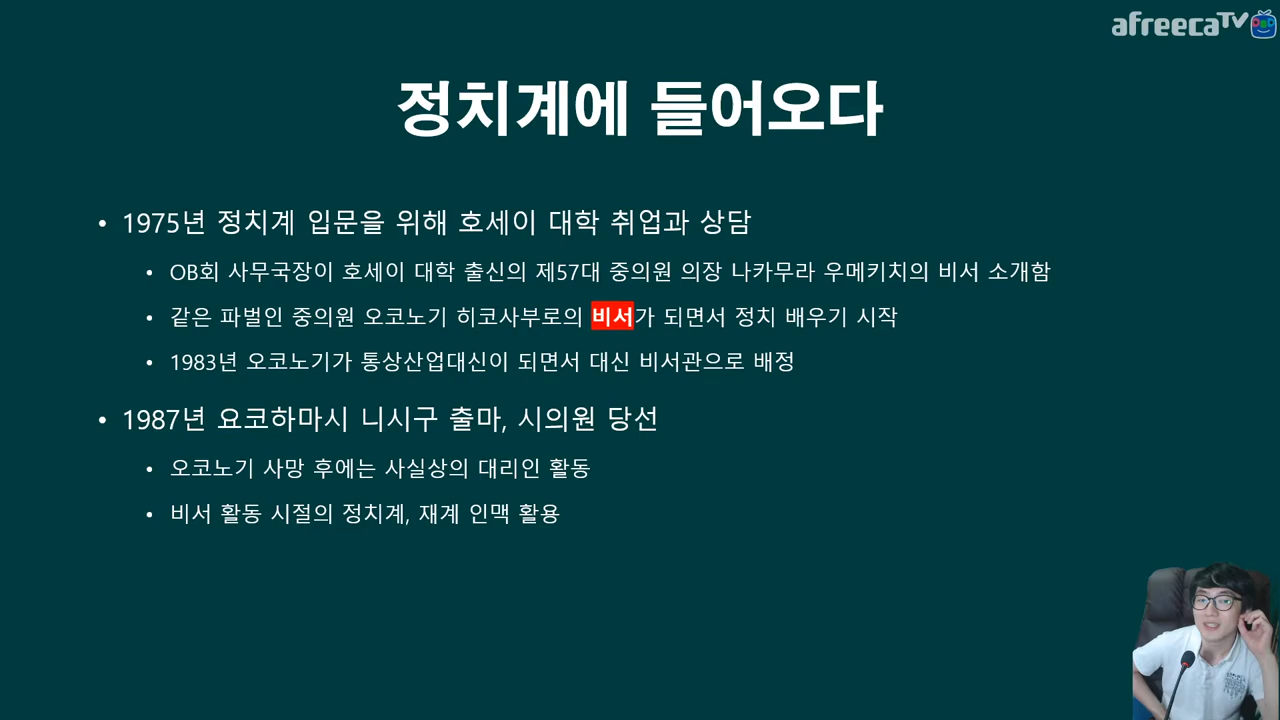 afreecaTV
정치계에 들어오다
• 1975년 정치계 입문을 위해 호세이 대학 취업과 상담
• OB회 사무국장이 호세이 대학 출신의 제57대 중의원 의장 나카무라 우메키치의 비서 소개함
• 같은 파벌인 중의원 오코노기 히코사부로의 비서가 되면서 정치 배우기 시작
• 1983년 오코노기가 통상산업대신이 되면서 대신 비서관으로 배정
• 1987년 요코하마시 니시구 출마, 시의원 당선
• 오코노기 사망 후에는 사실상의 대리인 활동
• 비서 활동 시절의 정치계, 재계 인맥 활용